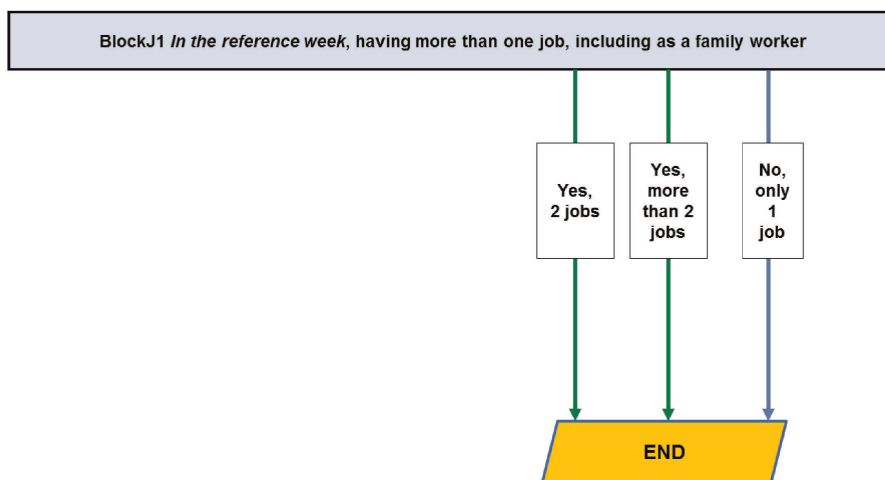 BlockJ1 In the reference week, having more than one job, including as a family worker
Yes,
2 jobs
Yes,
more
than 2
jobs
No,
only
1
job
END